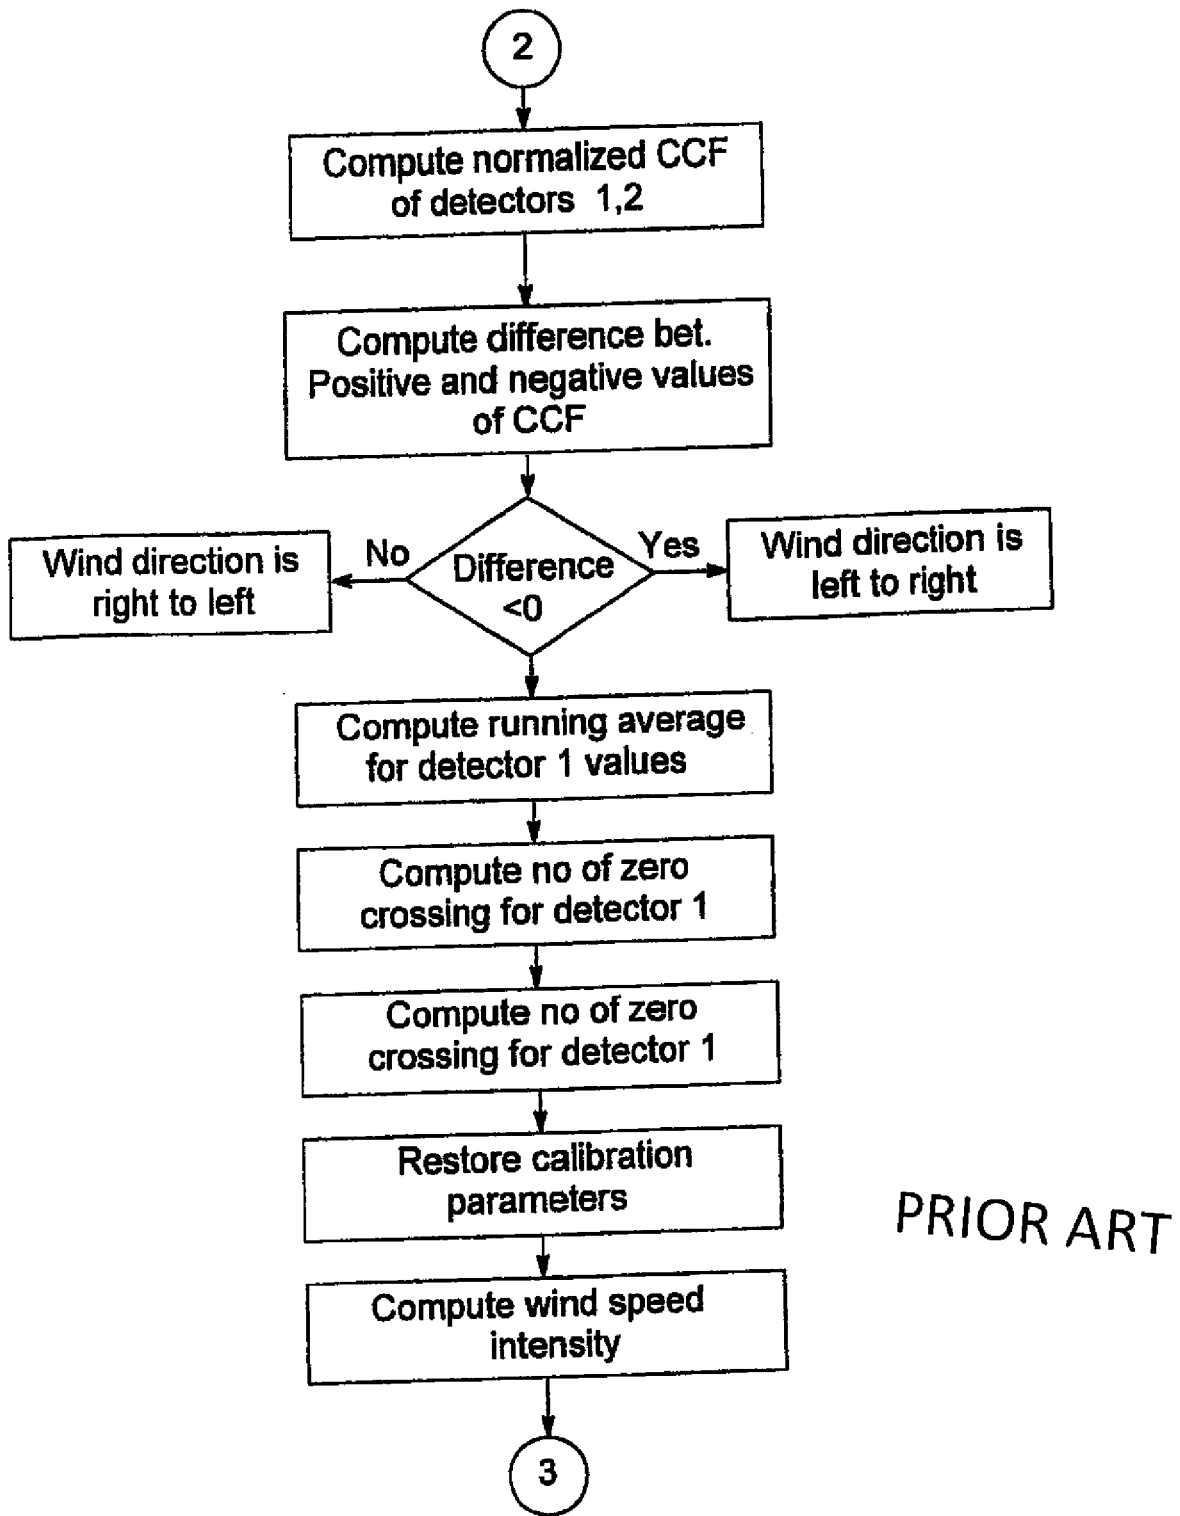 2
Compute normalized CCF
of detectors 1,2
Compute difference bet.
Positive and negative values
of CCF
No
Yes
Difference
<0
Wind direction is
right to left
Wind direction is
left to right
Compute running average
for detector 1 values
Compute no of zero
crossing for detector 1
Compute no of zero
crossing for detector 1
Restore calibration
parameters
PRIOR ART
Compute wind speed
intensity
3